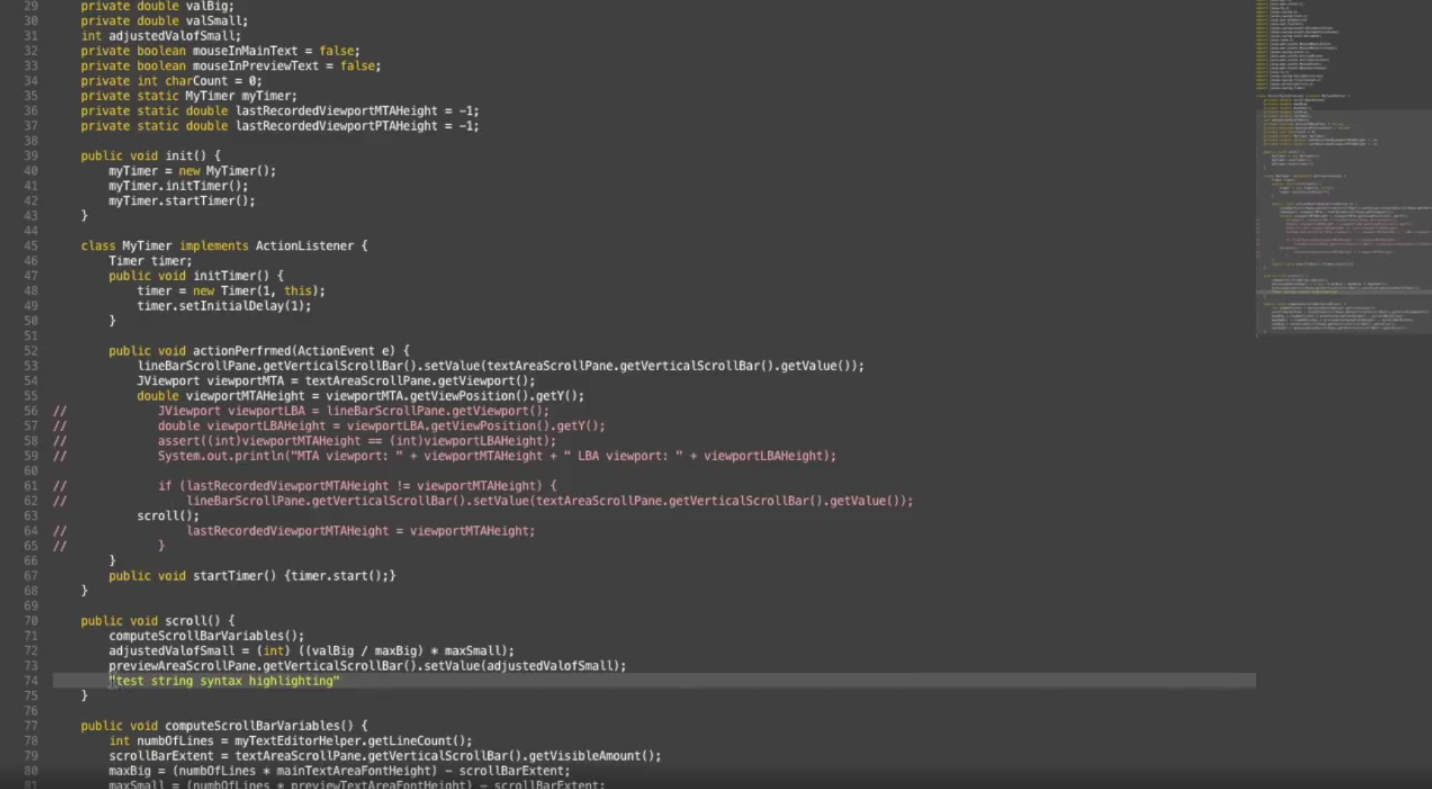 29 private double valBig;
30 private double valSmall;
31 int adjustedValofSmall;
32 private boolean mouseInMainText = false;
33 private boolean mouseInPreviewText = false;
34 private int charCount = 0;
35 private static MyTimer myTimer;
36 private static double lastRecordedViewportMTAHeight = -1;
37 private static double lastRecordedViewportPTAHeight = -1;
38
39 public void init() {
40 myTimer = new MyTimer();
41 myTimer.initTimer();
42 myTimer.startTimer();
43 }
44
45 class MyTimer implements ActionListener {
46 Timer timer;
47 public void initTimer() {
48 timer = new Timer(1, this);
49 timer.setInitialDelay(1);
50 }
51
52 public void actionPerfrmed(ActionEvent e) {
53 lineBarScrollPane.getVerticalScrollBar().setValue(textAreaScrollPane.getVerticalScrollBar().getValue());
54 JViewport viewportMTA = textAreaScrollPane.getViewport();
55 double viewportMTAHeight = viewportMTA.getViewPosition().getY();
56 // JViewport viewportLBA = lineBarScrollPane.getViewport();
57 // double viewportLBAHeight = viewportLBA.getViewPosition().getY();
58 // assert((int)viewportMTAHeight == (int)viewportLBAHeight);
59 // System.out.println("MTA viewport: " + viewportMTAHeight + " LBA viewport: " + viewportLBAHeight);
60
61 // if (lastRecordedViewportMTAHeight != viewportMTAHeight) {
62 // lineBarScrollPane.getVerticalScrollBar().setValue(textAreaScrollPane.getVerticalScrollBar().getValue());
63 scroll();
64 // lastRecordedViewportMTAHeight = viewportMTAHeight;
65 // }
66 }
67 public void startTimer() {timer.start();}
68 }
69
70 public void scroll() {
71 computeScrollBarVariables();
72 adjustedValofSmall = (int) ((valBig / maxBig) * maxSmall);
73 previewAreaScrollPane.getVerticalScrollBar().setValue(adjustedValofSmall);
74 "test string syntax highlighting"
75 }
76
77 public void computeScrollBarVariables() {
78 int numbOfLines = myTextEditorHelper.getLineCount();
79 scrollBarExtent = textAreaScrollPane.getVerticalScrollBar().getVisibleAmount();
80 maxBig = (numbOfLines * mainTextAreaFontHeight) - scrollBarExtent;
81 maxSmall = (numbOfLines * previewTextAreaFontHeight) - scrollBarExtent;